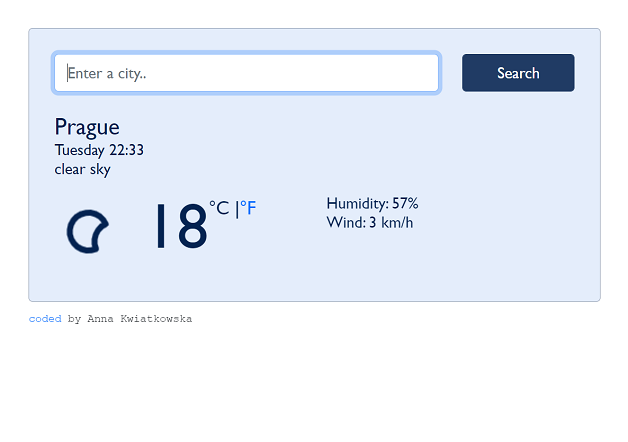 Enter a city..
Search
Prague
Tuesday 22:33
clear sky
18 °C |°F
Humidity: 57%
Wind: 3 km/h
coded by Anna Kwiatkowska